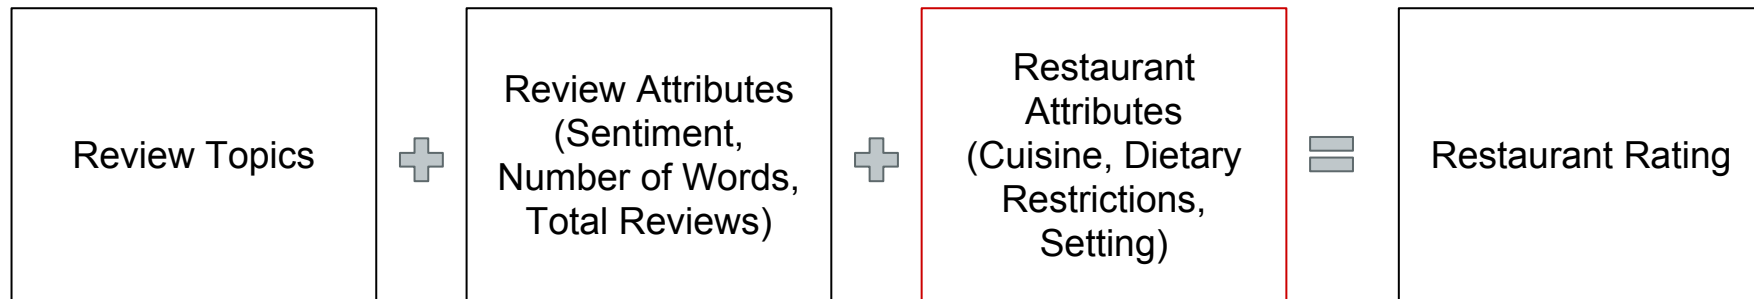 Review Topics
Review Attributes
(Sentiment,
Number of Words,
Total Reviews)
Restaurant
Attributes
(Cuisine, Dietary
Restrictions,
Setting)
Restaurant Rating